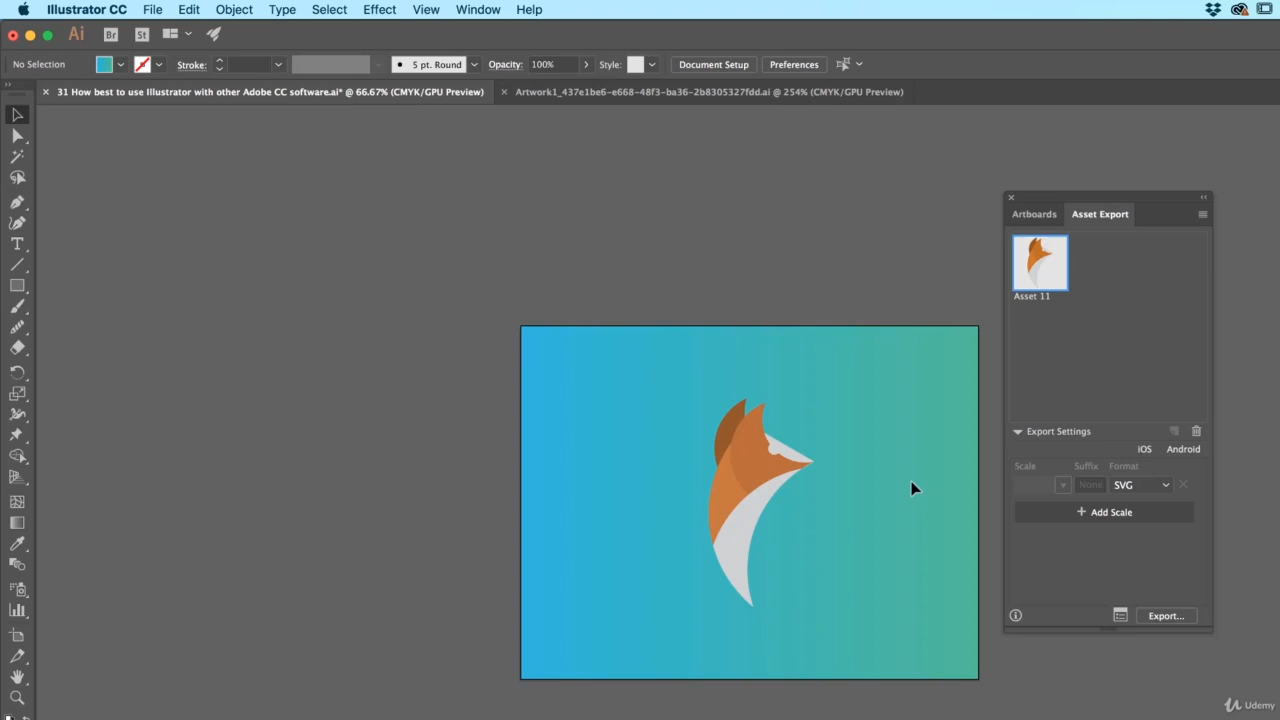 Illustrator CC File Edit Object Type Select Effect View Window Help
Ai Br St
No Selection Stroke: 5 pt. Round Opacity: 100% Style: Document Setup Preferences
31 How best to use Illustrator with other Adobe CC software.ai* @ 66.67% (CMYK/GPU Preview) Artwork1_437e1be6-e668-48f3-ba36-2b8305327fdd.ai @ 254% (CMYK/GPU Preview)
Artboards Asset Export
Asset 11
Export Settings
iOS Android
Scale Suffix Format
None SVG
+ Add Scale
Export...
Udemy